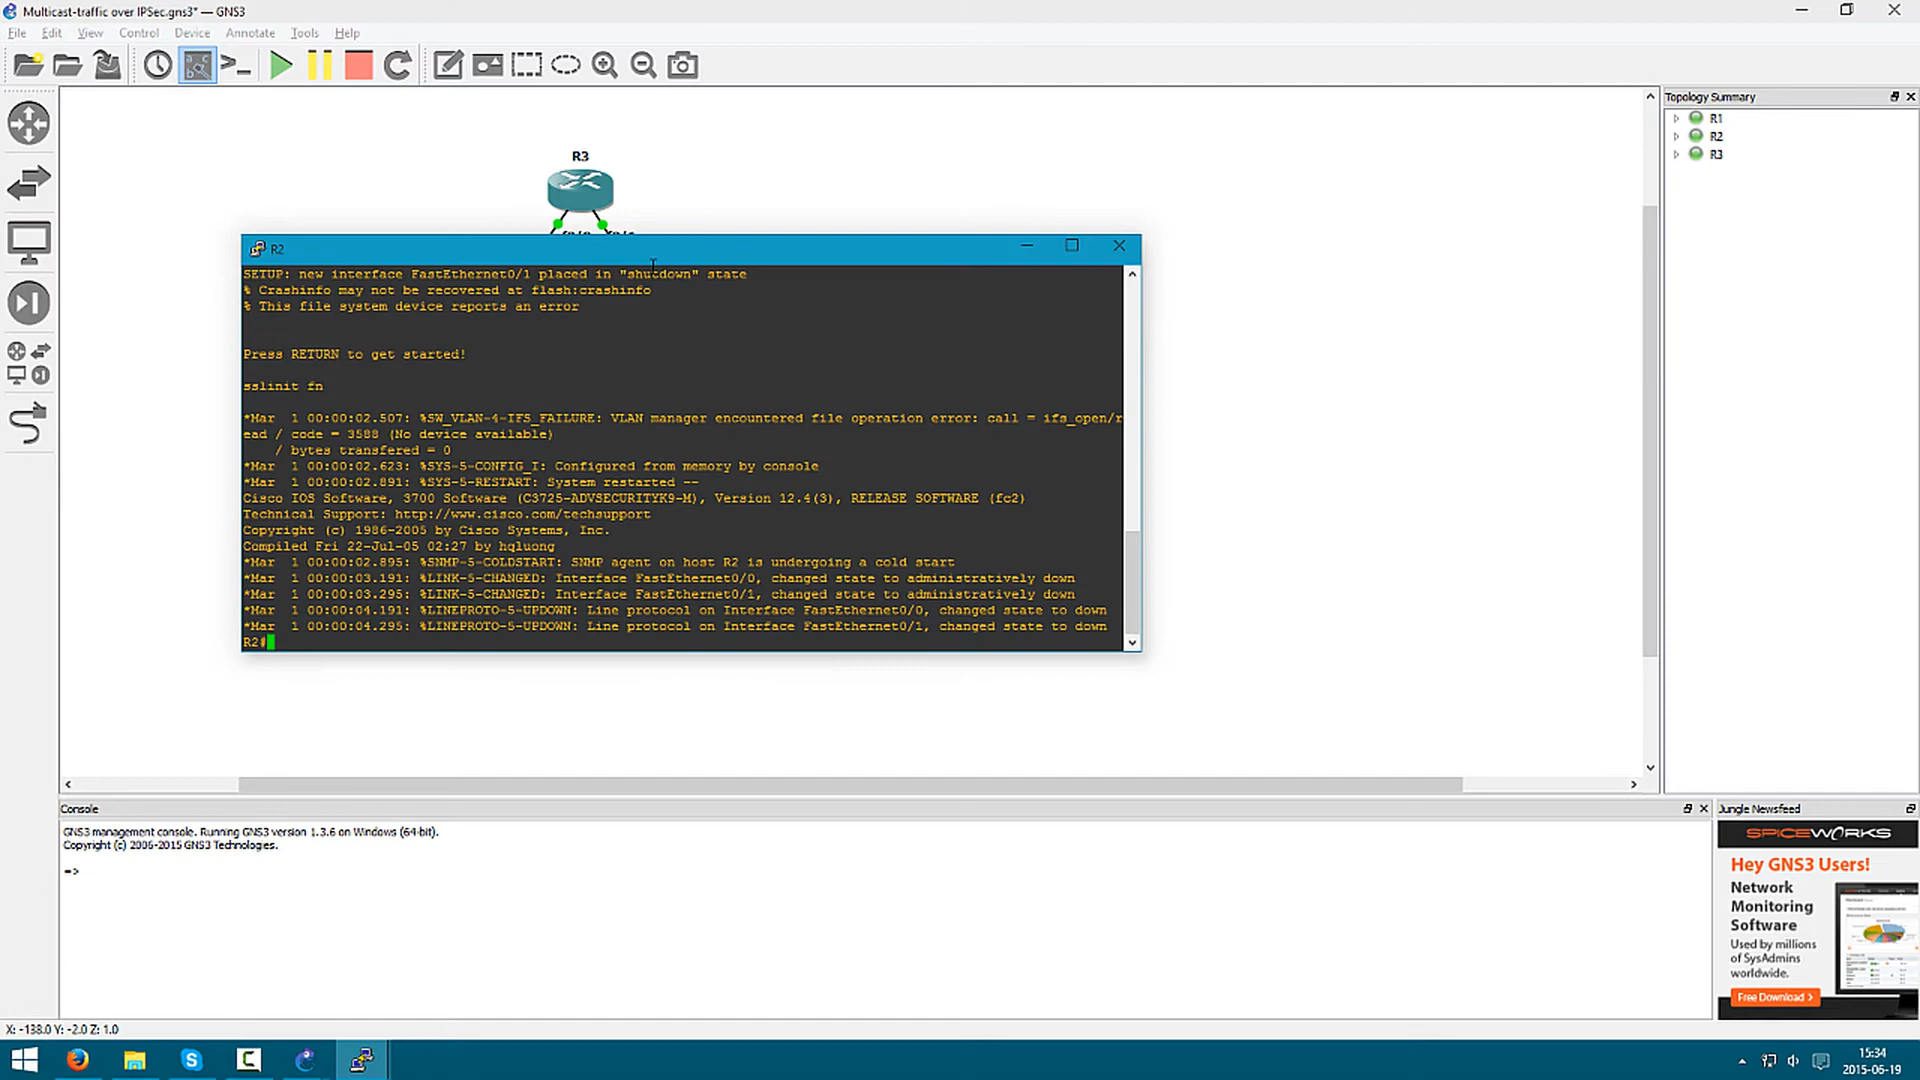 Multicast-traffic over IPSec.gns3* — GNS3
File Edit View Control Device Annotate Tools Help
Topology Summary
R1
R2
R3
R3
R2
SETUP: new interface FastEthernet0/1 placed in "shutdown" state
% Crashinfo may not be recovered at flash:crashinfo
% This file system device reports an error
Press RETURN to get started!
sslinit fn
*Mar  1 00:00:02.507: %SW_VLAN-4-IFS_FAILURE: VLAN manager encountered file operation error: call = ifs_open/r
ead / code = 3588 (No device available)
/ bytes transfered = 0
*Mar  1 00:00:02.623: %SYS-5-CONFIG_I: Configured from memory by console
*Mar  1 00:00:02.891: %SYS-5-RESTART: System restarted --
Cisco IOS Software, 3700 Software (C3725-ADVSECURITYK9-M), Version 12.4(3), RELEASE SOFTWARE (fc2)
Technical Support: http://www.cisco.com/techsupport
Copyright (c) 1986-2005 by Cisco Systems, Inc.
Compiled Fri 22-Jul-05 02:27 by hqluong
*Mar  1 00:00:02.895: %SNMP-5-COLDSTART: SNMP agent on host R2 is undergoing a cold start
*Mar  1 00:00:03.191: %LINK-5-CHANGED: Interface FastEthernet0/0, changed state to administratively down
*Mar  1 00:00:03.295: %LINK-5-CHANGED: Interface FastEthernet0/1, changed state to administratively down
*Mar  1 00:00:04.191: %LINEPROTO-5-UPDOWN: Line protocol on Interface FastEthernet0/0, changed state to down
*Mar  1 00:00:04.295: %LINEPROTO-5-UPDOWN: Line protocol on Interface FastEthernet0/1, changed state to down
R2#
Console
GNS3 management console. Running GNS3 version 1.3.6 on Windows (64-bit).
Copyright (c) 2006-2015 GNS3 Technologies.
=>
Jungle Newsfeed
SPICEWORKS
Hey GNS3 Users!
Network
Monitoring
Software
Used by millions
of SysAdmins
worldwide.
Free Download >
X: -138.0 Y: -2.0 Z: 1.0
15:34
2015-06-19